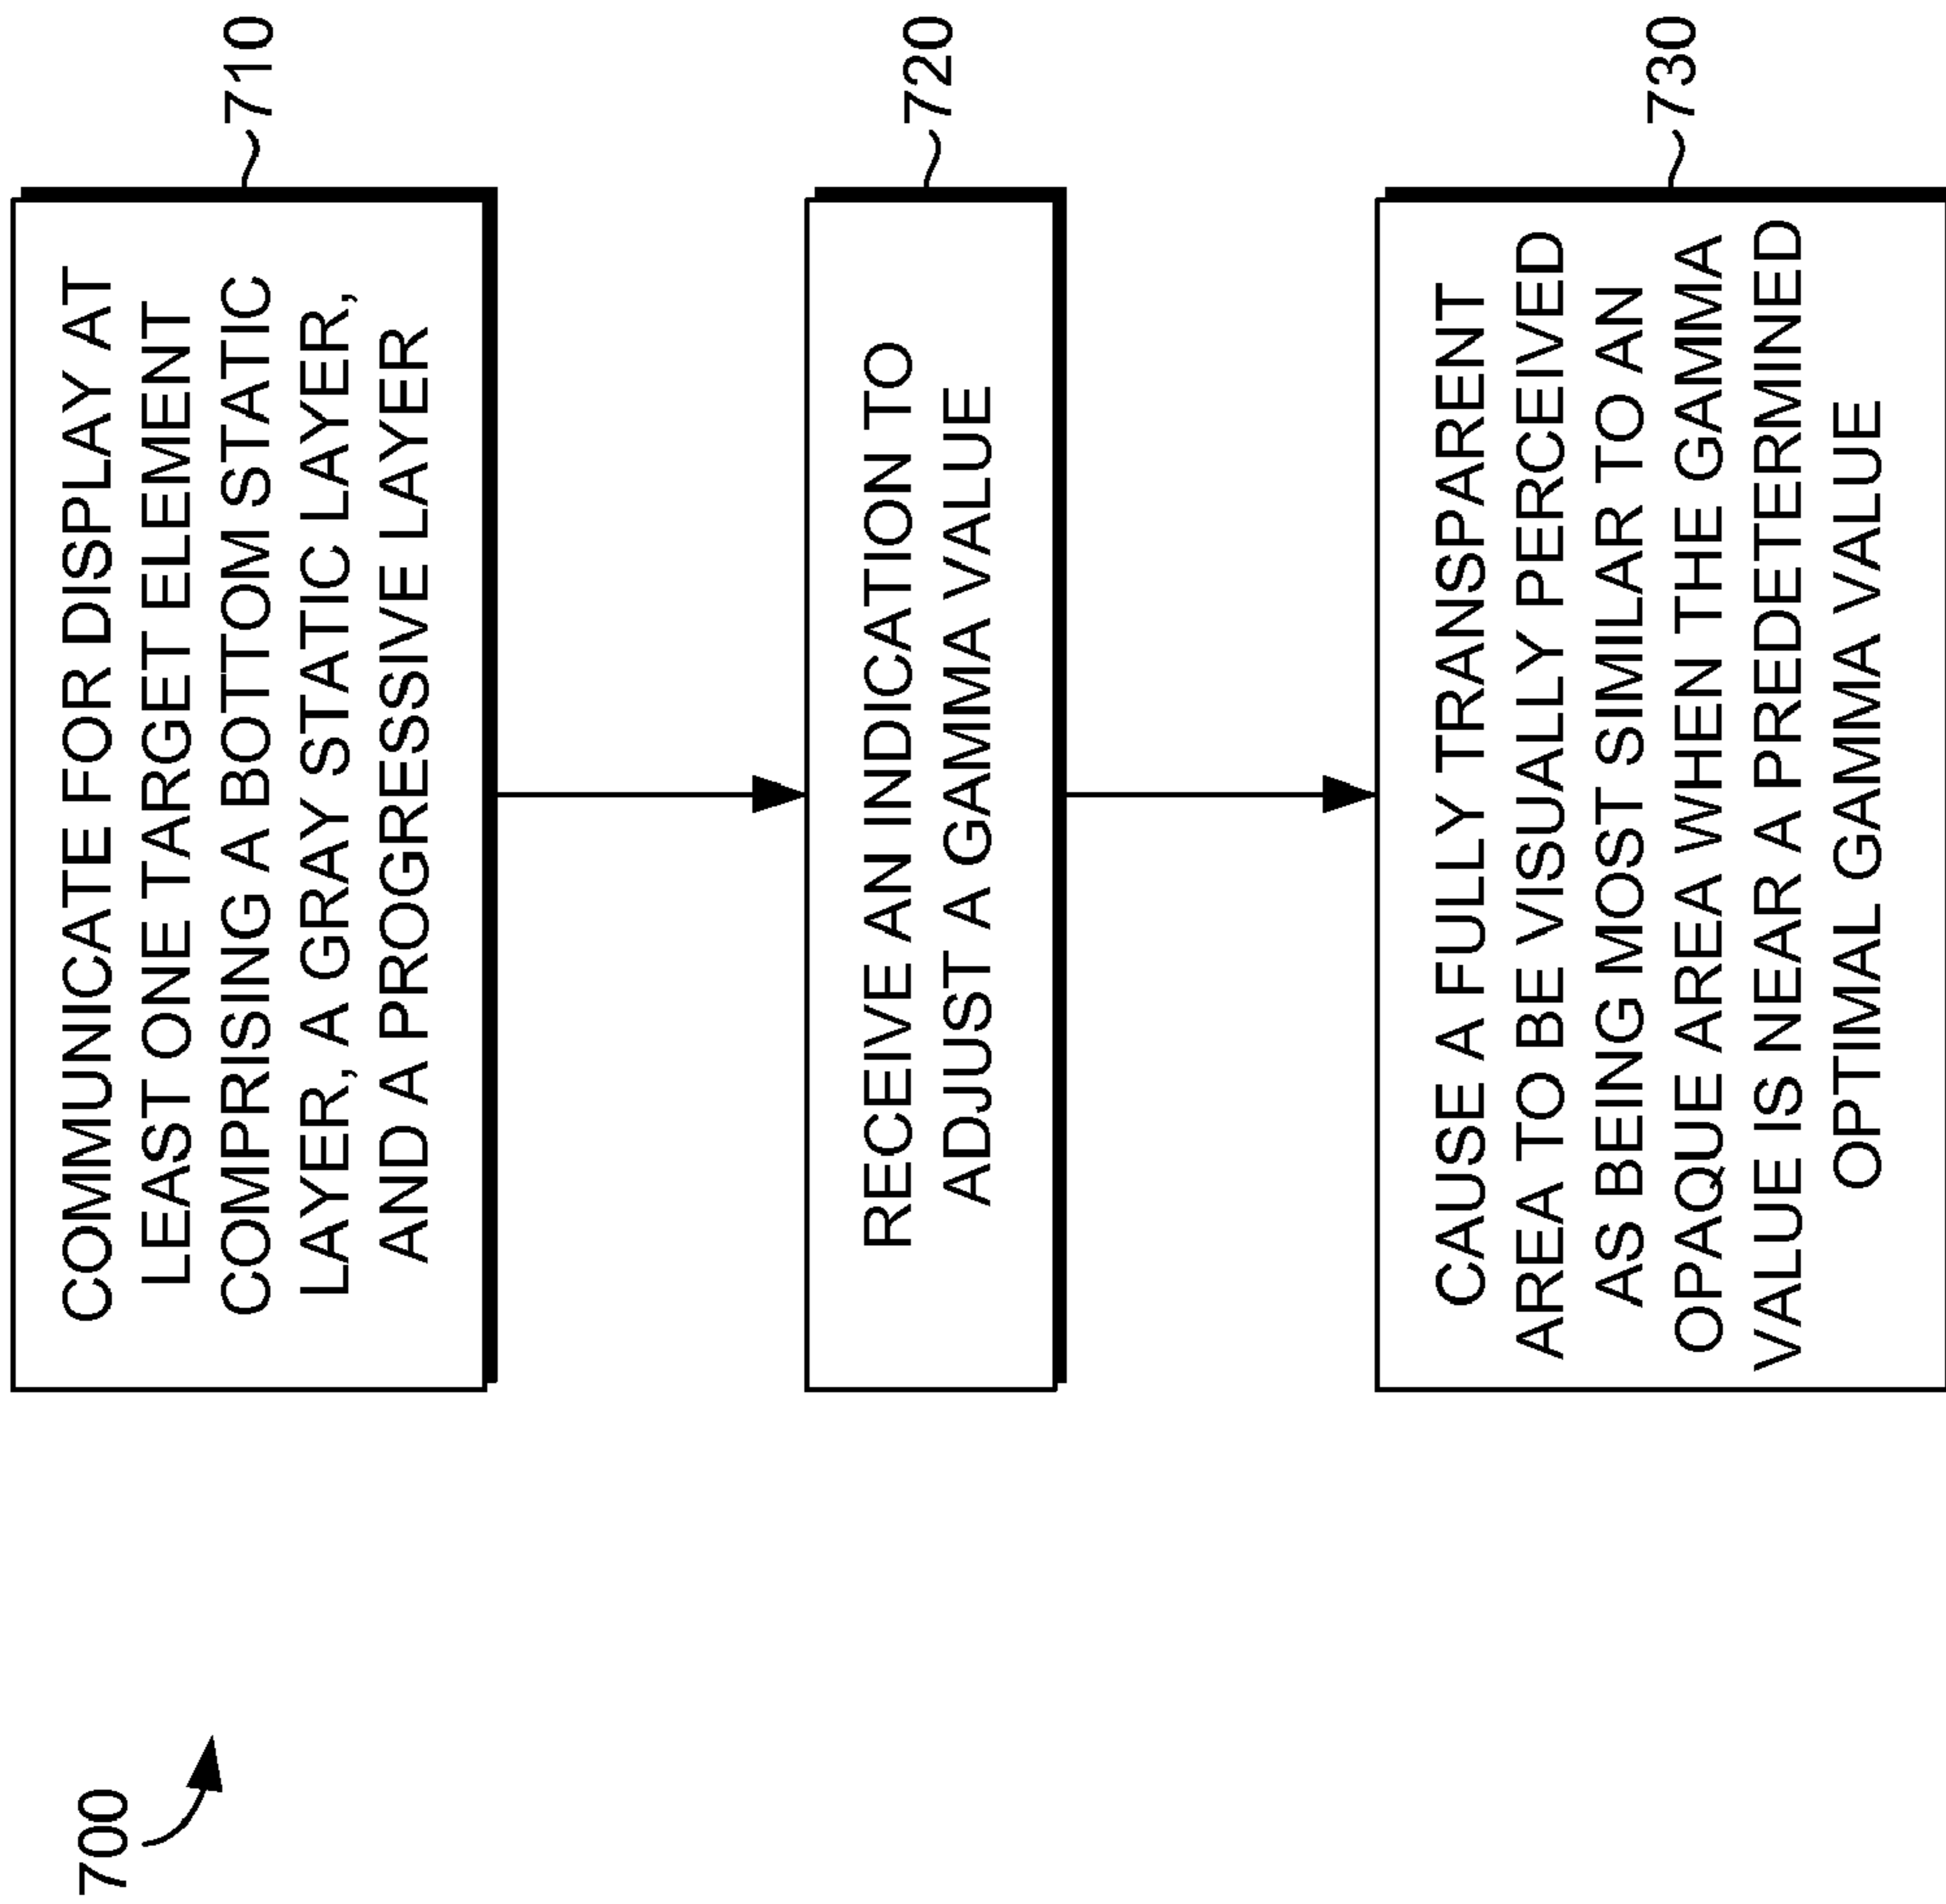 700
COMMUNICATE FOR DISPLAY AT
LEAST ONE TARGET ELEMENT
COMPRISING A BOTTOM STATIC
LAYER, A GRAY STATIC LAYER,
AND A PROGRESSIVE LAYER
710
RECEIVE AN INDICATION TO
ADJUST A GAMMA VALUE
720
CAUSE A FULLY TRANSPARENT
AREA TO BE VISUALLY PERCEIVED
AS BEING MOST SIMILAR TO AN
OPAQUE AREA WHEN THE GAMMA
VALUE IS NEAR A PREDETERMINED
OPTIMAL GAMMA VALUE
730